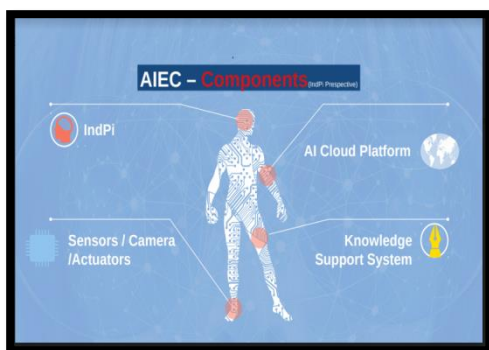 AIEC – Components [IndPi Prespective]
IndPi
AI Cloud Platform
Sensors / Camera
/Actuators
Knowledge
Support System